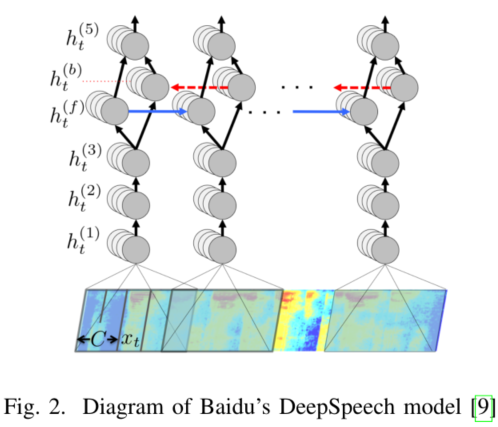 h_t^{(5)}
h_t^{(b)}
h_t^{(f)}
h_t^{(3)}
h_t^{(2)}
h_t^{(1)}
C x_t
Fig. 2. Diagram of Baidu's DeepSpeech model [9]